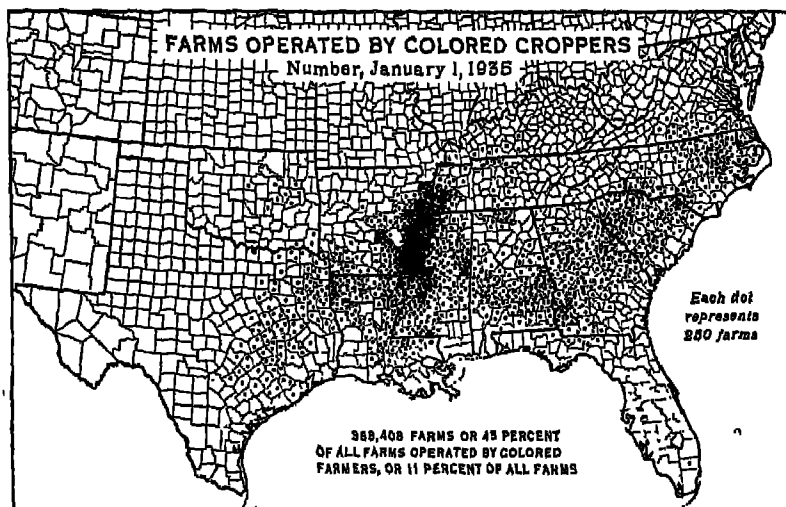 FARMS OPERATED BY COLORED CROPPERS
Number, January 1, 1935
Each dot
represents
250 farms
368,408 FARMS OR 45 PERCENT
OF ALL FARMS OPERATED BY COLORED
FARMERS, OR 11 PERCENT OF ALL FARMS